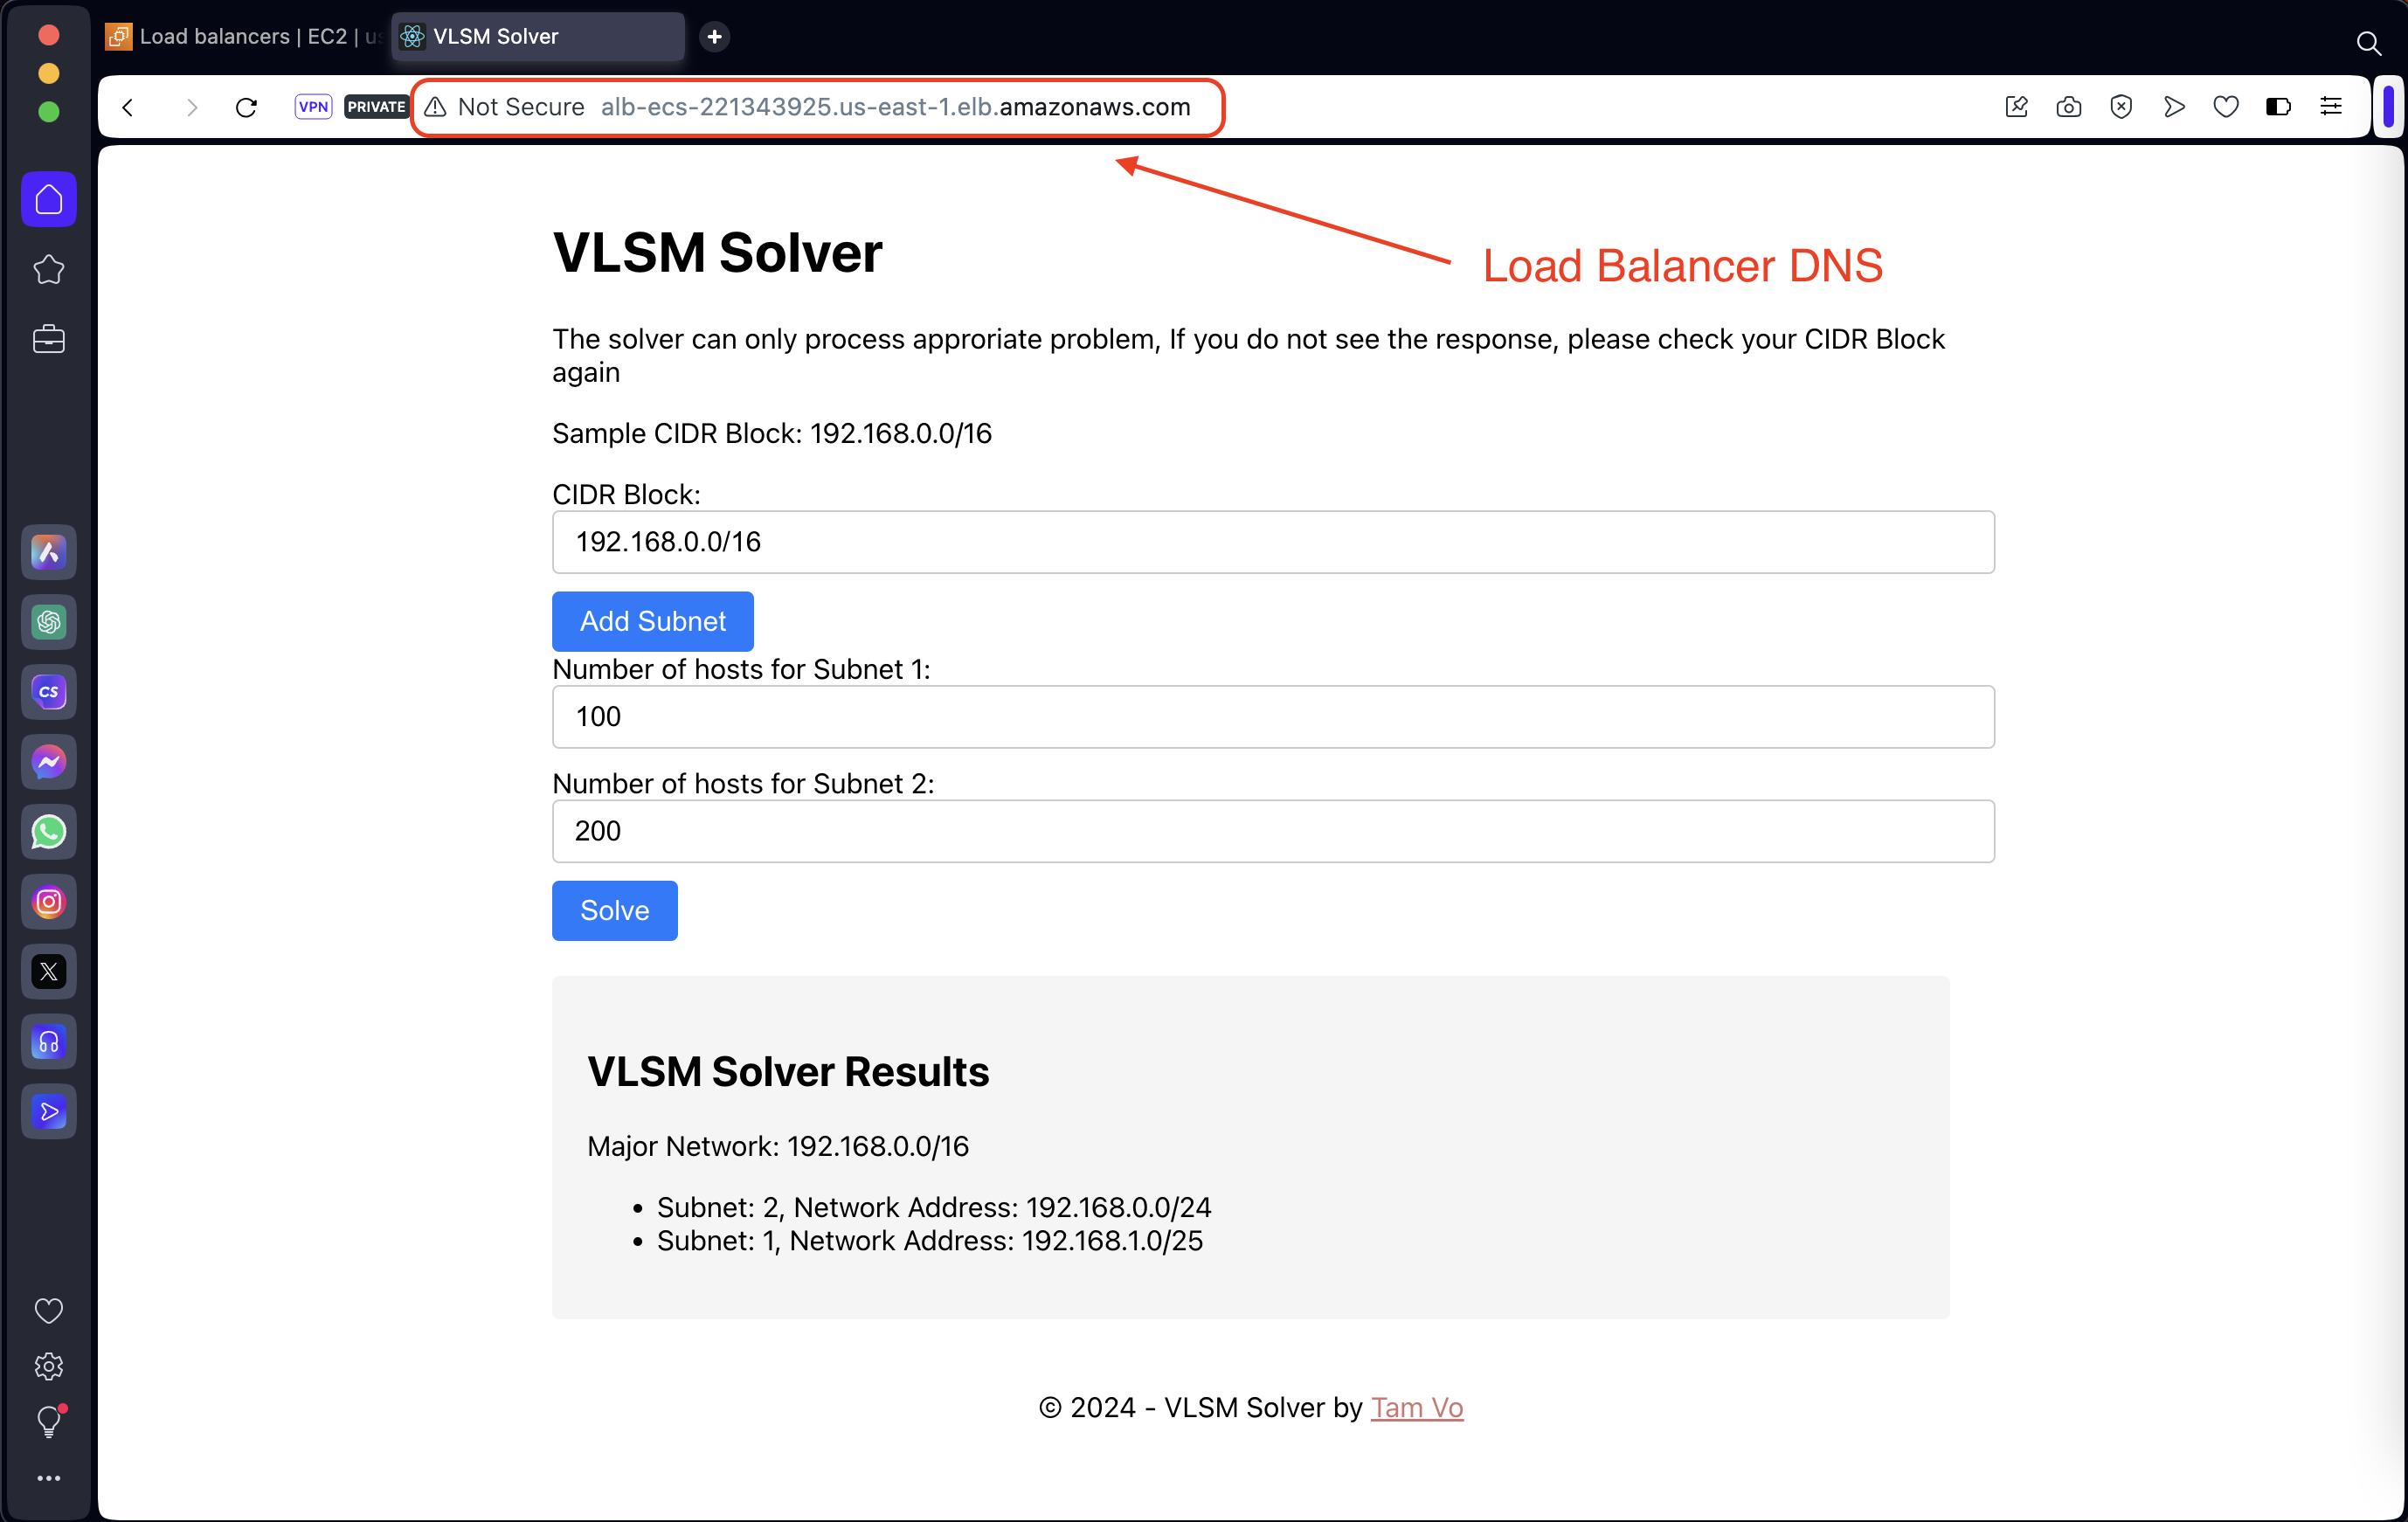 Load balancers | EC2 | us
VLSM Solver
VPN PRIVATE Not Secure alb-ecs-221343925.us-east-1.elb.amazonaws.com
Load Balancer DNS
VLSM Solver
The solver can only process approriate problem, If you do not see the response, please check your CIDR Block
again
Sample CIDR Block: 192.168.0.0/16
CIDR Block:
192.168.0.0/16
Add Subnet
Number of hosts for Subnet 1:
100
Number of hosts for Subnet 2:
200
Solve
CS
VLSM Solver Results
Major Network: 192.168.0.0/16
• Subnet: 2, Network Address: 192.168.0.0/24
• Subnet: 1, Network Address: 192.168.1.0/25
© 2024 - VLSM Solver by Tam Vo